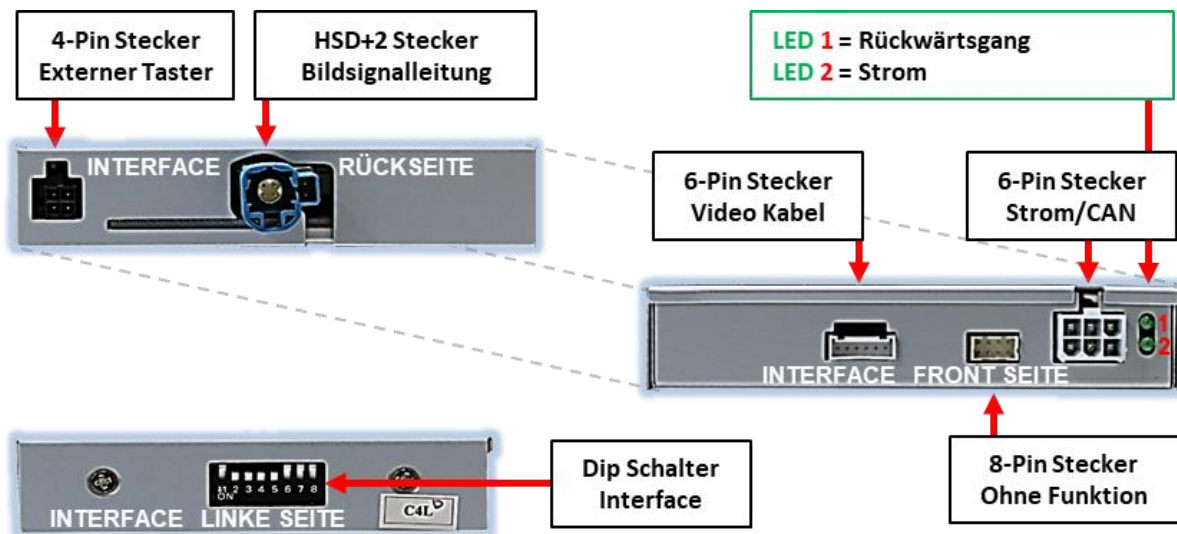 4-Pin Stecker
Externer Taster
HSD+2 Stecker
Bildsignalleitung
LED 1 = Rückwärtsgang
LED 2 = Strom
INTERFACE RÜCKSEITE
6-Pin Stecker
Video Kabel
6-Pin Stecker
Strom/CAN
1
2
INTERFACE FRONT SEITE
8-Pin Stecker
Ohne Funktion
Dip Schalter
Interface
1 2 3 4 5 6 7 8
ON
INTERFACE LINKE SEITE
C4L